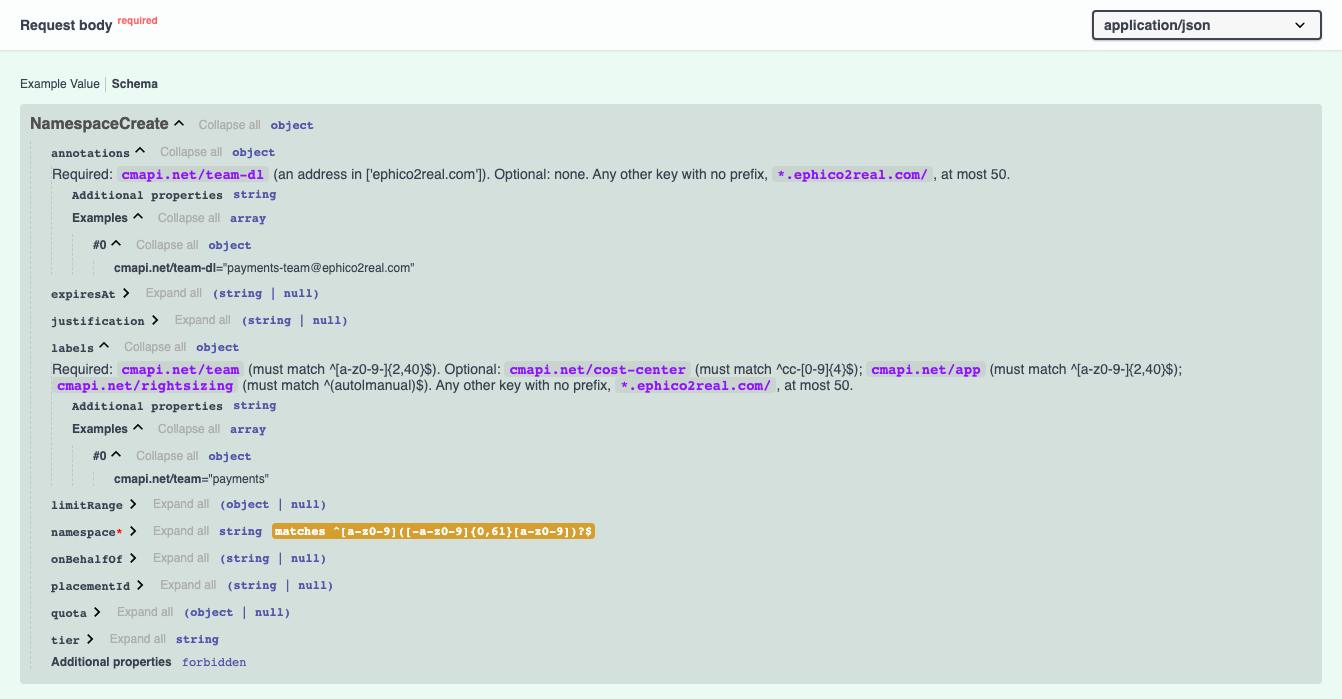 Request body required
application/json
Example Value Schema
NamespaceCreate Collapse all object
annotations Collapse all object
Required: cmapi.net/team-dl (an address in ['ephico2real.com']). Optional: none. Any other key with no prefix, *.ephico2real.com/ , at most 50.
Additional properties string
Examples Collapse all array
#0 Collapse all object
cmapi.net/team-dl="payments-team@ephico2real.com"
expiresAt Expand all (string | null)
justification Expand all (string | null)
labels Collapse all object
Required: cmapi.net/team (must match ^[a-z0-9-]{2,40}$). Optional: cmapi.net/cost-center (must match ^cc-[0-9]{4}$); cmapi.net/app (must match ^[a-z0-9-]{2,40}$);
cmapi.net/rightsizing (must match ^(auto|manual)$). Any other key with no prefix, *.ephico2real.com/ , at most 50.
Additional properties string
Examples Collapse all array
#0 Collapse all object
cmapi.net/team="payments"
limitRange Expand all (object | null)
namespace* Expand all string matches ^[a-z0-9]([-a-z0-9]{0,61}[a-z0-9])?$
onBehalfOf Expand all (string | null)
placementId Expand all (string | null)
quota Expand all (object | null)
tier Expand all string
Additional properties forbidden